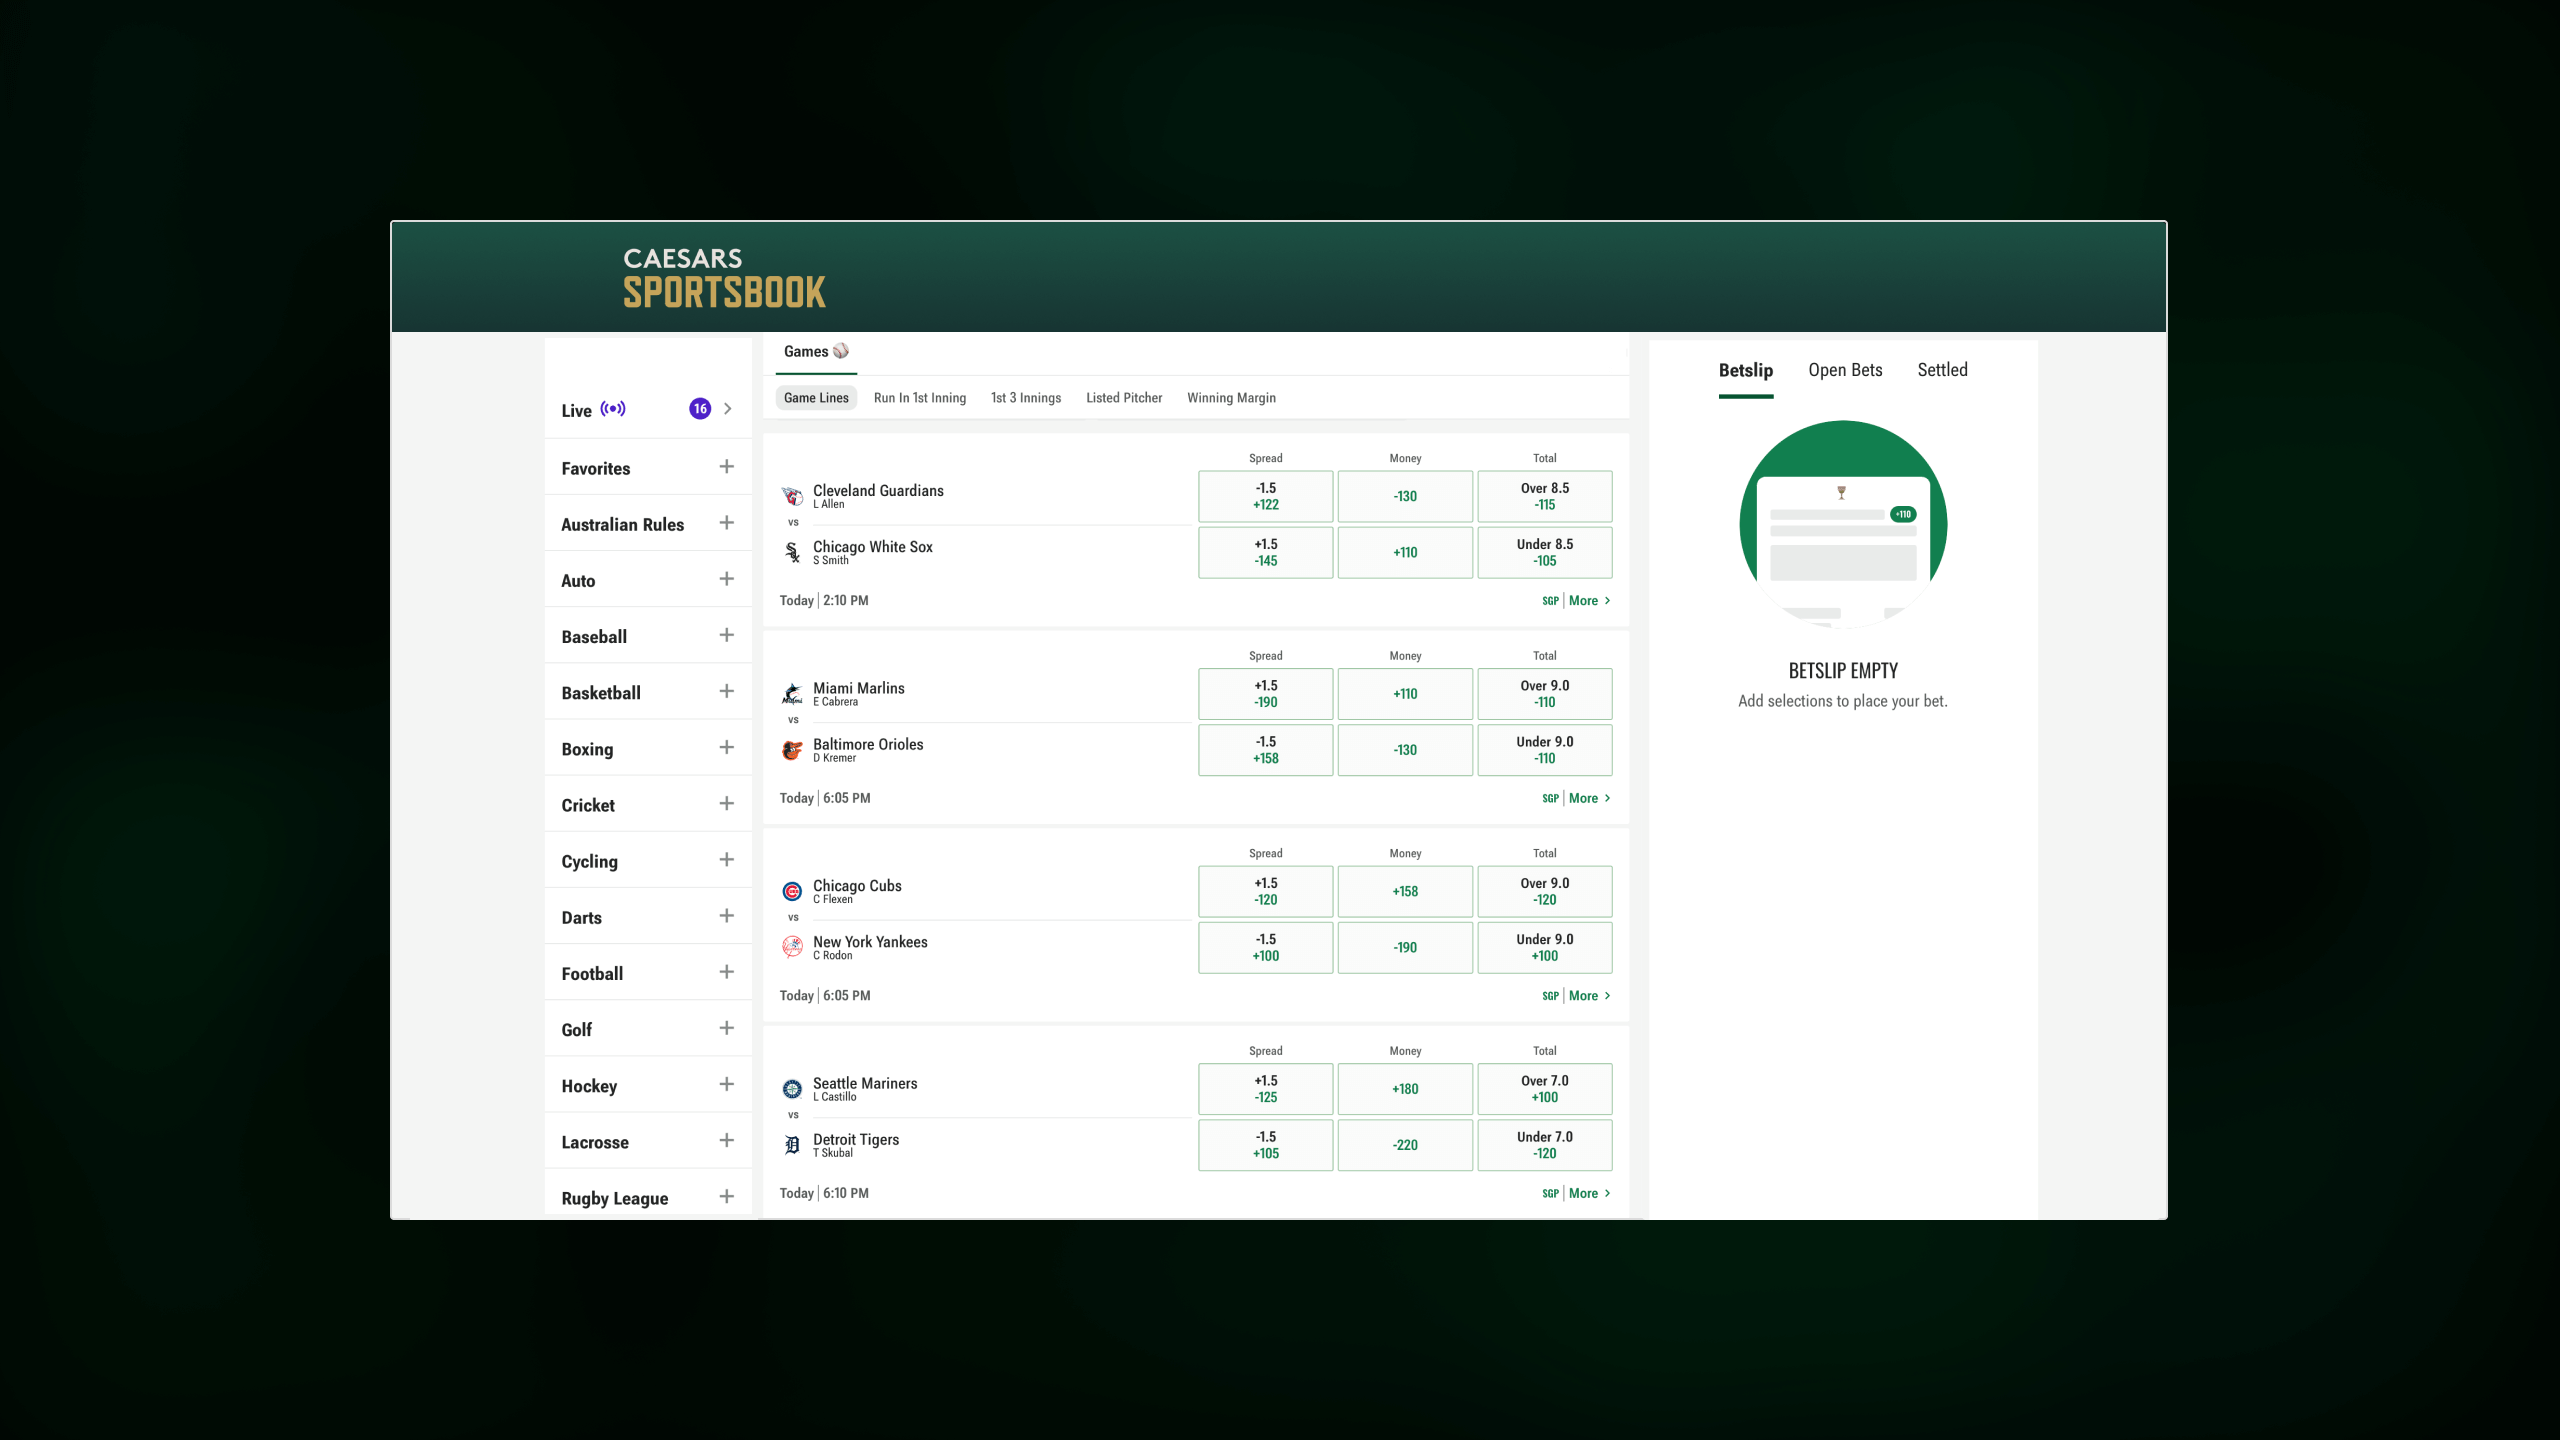 CAESARS
SPORTSBOOK
Games
Game Lines Run In 1st Inning 1st 3 Innings Listed Pitcher Winning Margin
Live 16
Favorites
Australian Rules
Auto
Baseball
Basketball
Boxing
Cricket
Cycling
Darts
Football
Golf
Hockey
Lacrosse
Rugby League
Spread Money Total
Cleveland Guardians
L Allen
-1.5
+122
-130
Over 8.5
-115
vs
Chicago White Sox
S Smith
+1.5
-145
+110
Under 8.5
-105
Today 2:10 PM
SGP More
Spread Money Total
Miami Marlins
E Cabrera
+1.5
-190
+110
Over 9.0
-110
vs
Baltimore Orioles
D Kremer
-1.5
+158
-130
Under 9.0
-110
Today 6:05 PM
SGP More
Spread Money Total
Chicago Cubs
C Flexen
+1.5
-120
+158
Over 9.0
-120
vs
New York Yankees
C Rodon
-1.5
+100
-190
Under 9.0
+100
Today 6:05 PM
SGP More
Spread Money Total
Seattle Mariners
L Castillo
+1.5
-125
+180
Over 7.0
+100
vs
Detroit Tigers
T Skubal
-1.5
+105
-220
Under 7.0
-120
Today 6:10 PM
SGP More
Betslip Open Bets Settled
+110
BETSLIP EMPTY
Add selections to place your bet.